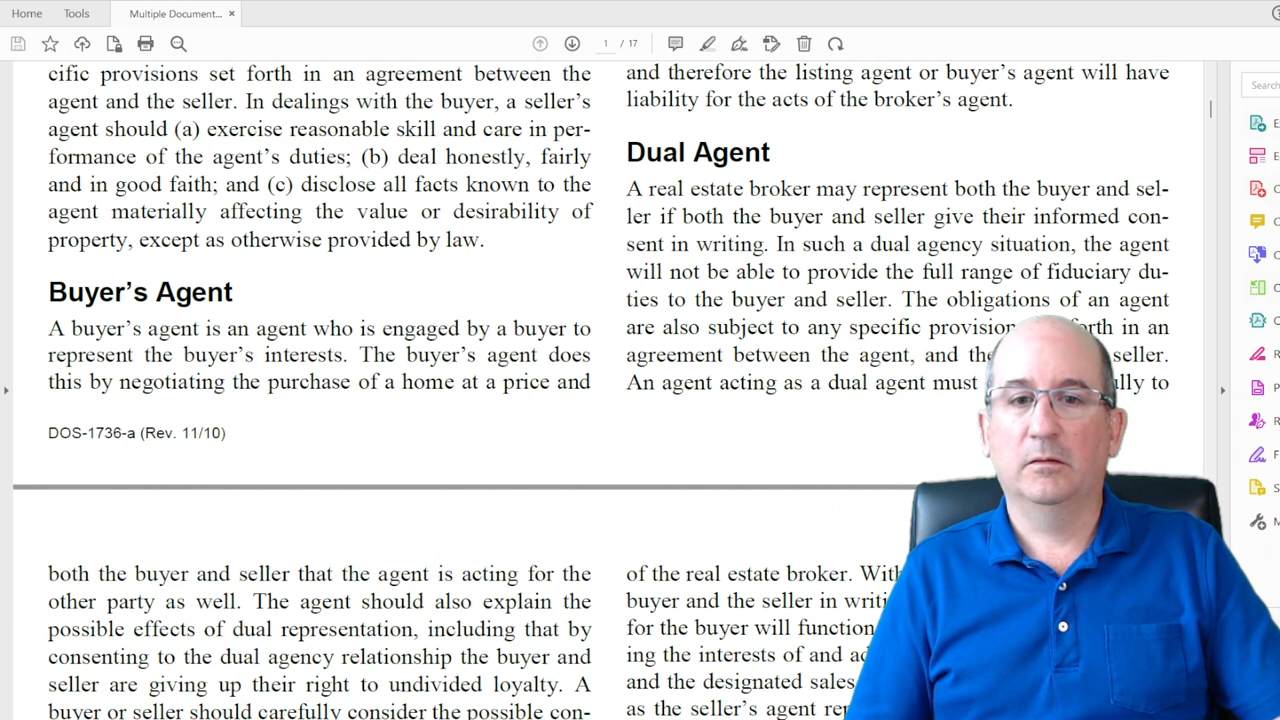 Home
Tools
Multiple Document...
1 / 17
Search
cific provisions set forth in an agreement between the
agent and the seller. In dealings with the buyer, a seller's
agent should (a) exercise reasonable skill and care in per-
formance of the agent's duties; (b) deal honestly, fairly
and in good faith; and (c) disclose all facts known to the
agent materially affecting the value or desirability of
property, except as otherwise provided by law.
Buyer's Agent
A buyer's agent is an agent who is engaged by a buyer to
represent the buyer's interests. The buyer's agent does
this by negotiating the purchase of a home at a price and
DOS-1736-a (Rev. 11/10)
and therefore the listing agent or buyer's agent will have
liability for the acts of the broker's agent.
Dual Agent
A real estate broker may represent both the buyer and sel-
ler if both the buyer and seller give their informed con-
sent in writing. In such a dual agency situation, the agent
will not be able to provide the full range of fiduciary du-
ties to the buyer and seller. The obligations of an agent
are also subject to any specific provision orth in an
agreement between the agent, and the seller.
An agent acting as a dual agent must lly to
both the buyer and seller that the agent is acting for the
other party as well. The agent should also explain the
possible effects of dual representation, including that by
consenting to the dual agency relationship the buyer and
seller are giving up their right to undivided loyalty. A
buyer or seller should carefully consider the possible con-
of the real estate broker. With
buyer and the seller in writi
for the buyer will function
ing the interests of and ad
and the designated sales
as the seller's agent rep